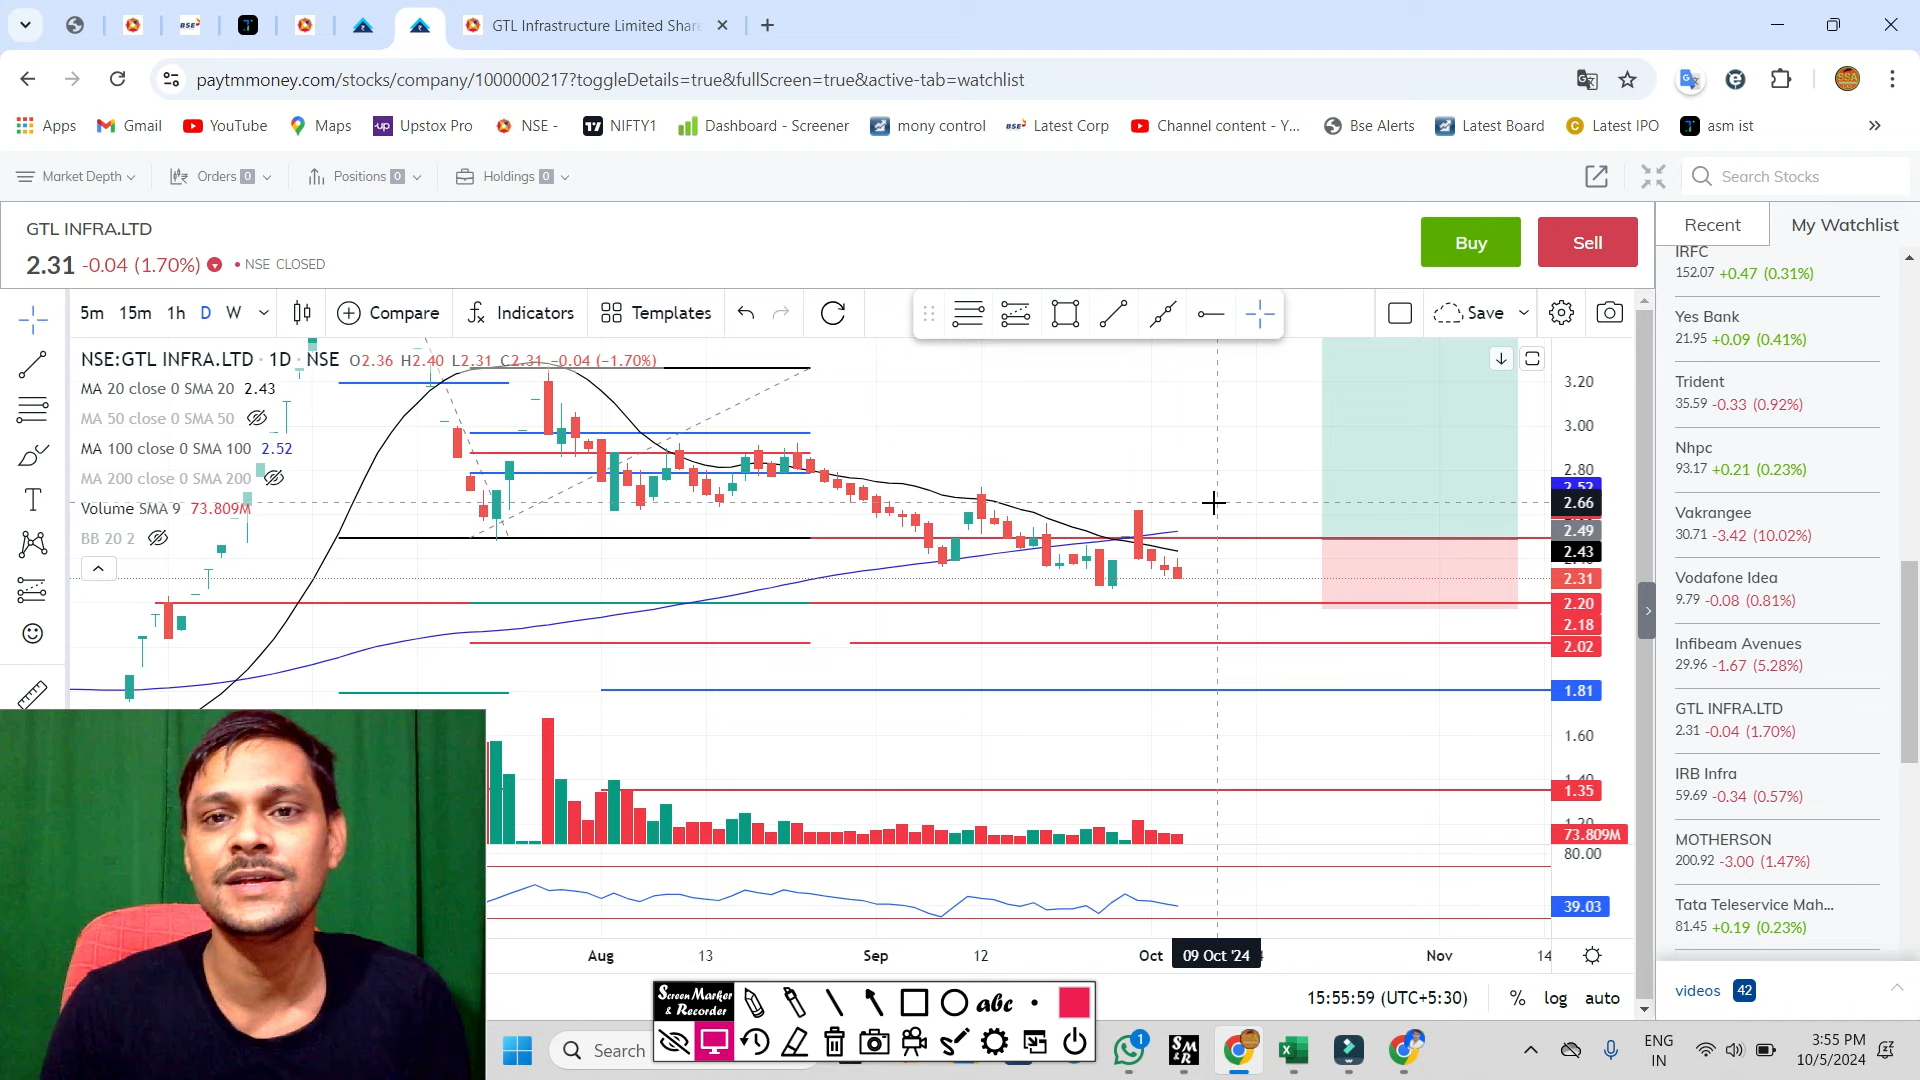 GTL Infrastructure Limited Share
paytmmoney.com/stocks/company/1000000217?toggleDetails=true&fullScreen=true&active-tab=watchlist
Apps Gmail YouTube Maps Upstox Pro NSE - NIFTY1 Dashboard - Screener mony control Latest Corp Channel content - Y... Bse Alerts Latest Board Latest IPO asm ist
Market Depth Orders 0 Positions 0 Holdings 0 Search Stocks
GTL INFRA.LTD
2.31 -0.04 (1.70%) • NSE CLOSED
Buy Sell
Recent My Watchlist
5m 15m 1h D W Compare Indicators Templates Save
NSE:GTL INFRA.LTD · 1D · NSE O2.36 H2.40 L2.31 C2.31 −0.04 (−1.70%)
MA 20 close 0 SMA 20 2.43
MA 50 close 0 SMA 50
MA 100 close 0 SMA 100 2.52
MA 200 close 0 SMA 200
Volume SMA 9 73.809M
BB 20 2
3.20
3.00
2.80
2.52
2.66
2.49
2.43
2.31
2.20
2.18
2.02
1.81
1.60
1.40
1.35
1.20
73.809M
80.00
39.03
Aug 13 Sep 12 Oct 09 Oct '24 Nov 14
15:55:59 (UTC+5:30) % log auto
IRFC
152.07 +0.47 (0.31%)
Yes Bank
21.95 +0.09 (0.41%)
Trident
35.59 -0.33 (0.92%)
Nhpc
93.17 +0.21 (0.23%)
Vakrangee
30.71 -3.42 (10.02%)
Vodafone Idea
9.79 -0.08 (0.81%)
Infibeam Avenues
29.96 -1.67 (5.28%)
GTL INFRA.LTD
2.31 -0.04 (1.70%)
IRB Infra
59.69 -0.34 (0.57%)
MOTHERSON
200.92 -3.00 (1.47%)
Tata Teleservice Mah...
81.45 +0.19 (0.23%)
videos 42
Screen Marker
& Recorder
abc
Search
1
SM
&R
ENG
IN
3:55 PM
10/5/2024